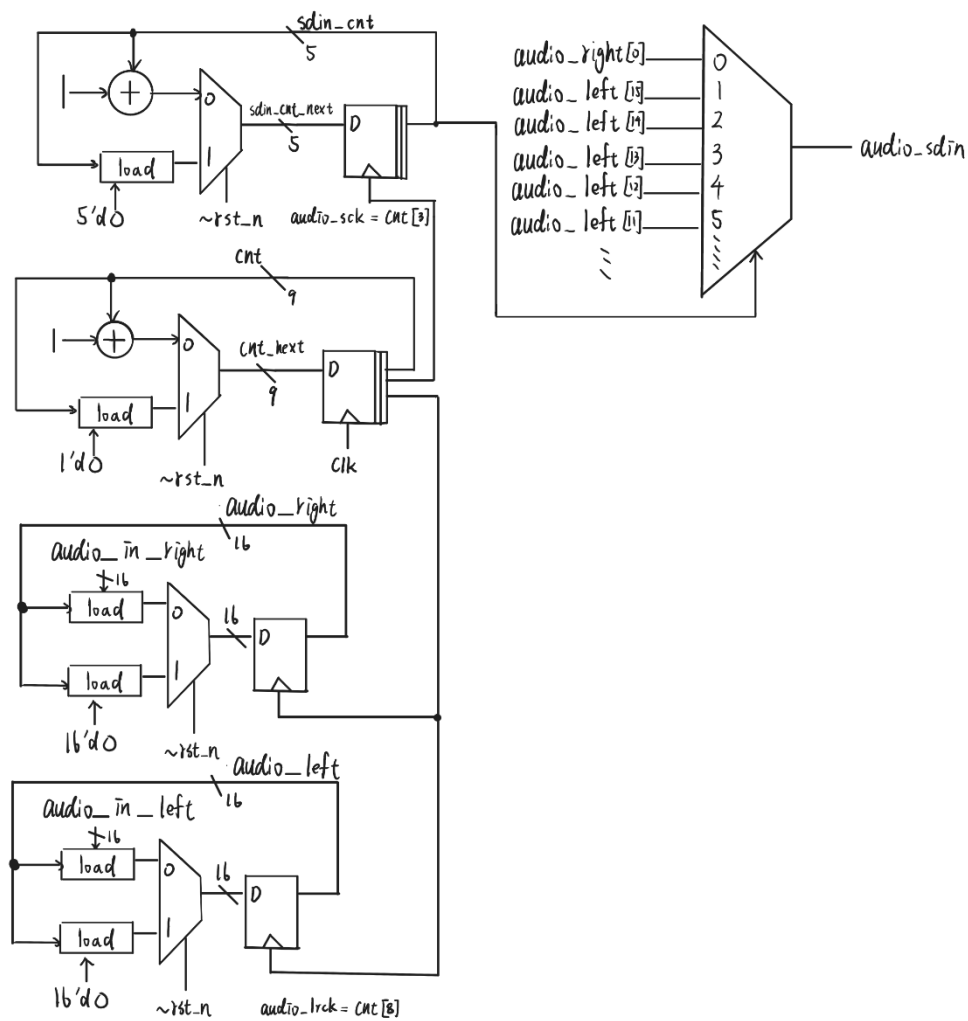 sdin_cnt
5
1
+
0
1
load
5'd0
~rst_n
sdin_cnt_next
5
D
audio_sck = cnt[3]
audio_right[0] 0
audio_left[15] 1
audio_left[14] 2
audio_left[13] 3
audio_left[12] 4
audio_left[11] 5
audio_sdin
cnt
9
1
+
0
1
load
1'd0
~rst_n
cnt_next
9
D
clk
audio_right
16
audio_in_right
16
load
0
load
1
16'd0
~rst_n
16
D
audio_left
16
audio_in_left
16
load
0
load
1
16'd0
~rst_n
16
D
audio_lrck = cnt[8]